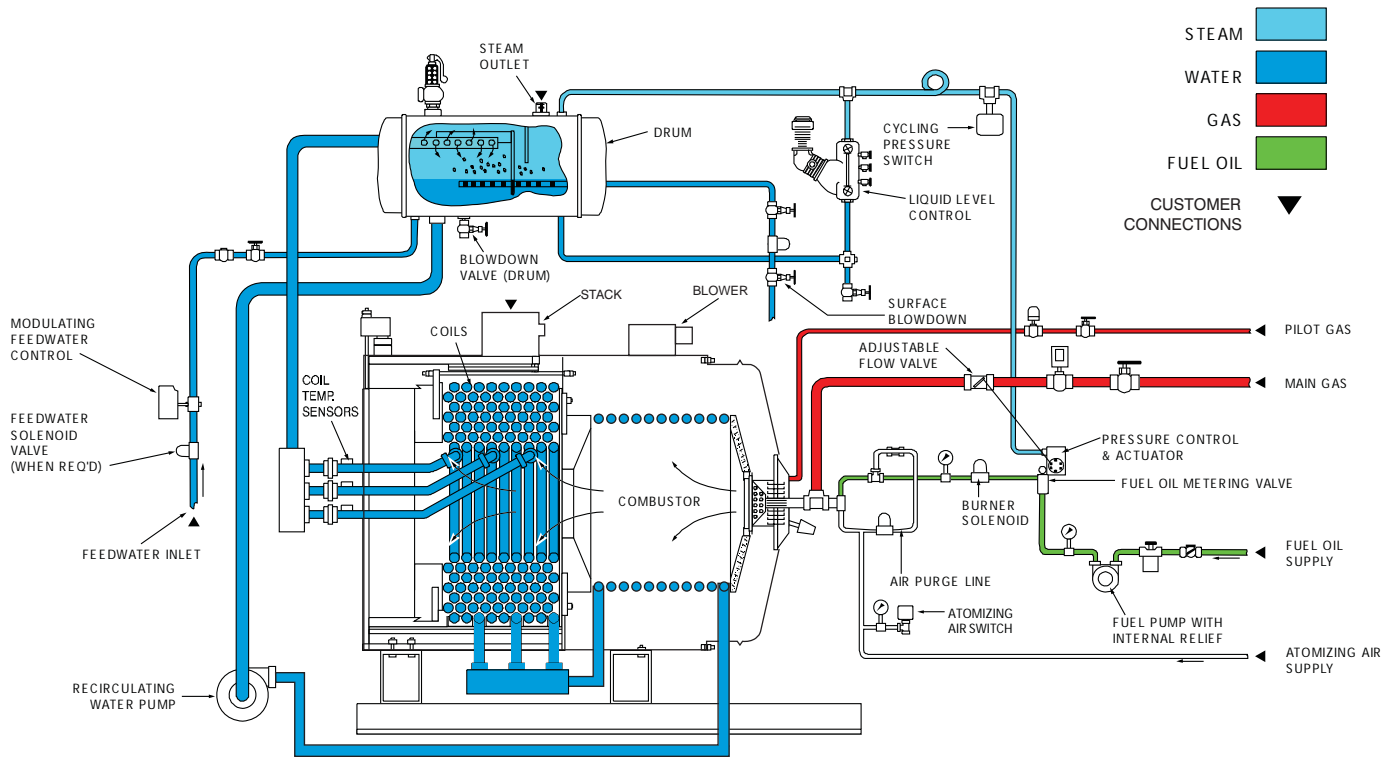 STEAM
OUTLET
STEAM
WATER
GAS
FUEL OIL
CUSTOMER
CONNECTIONS
DRUM
CYCLING
PRESSURE
SWITCH
LIQUID LEVEL
CONTROL
BLOWDOWN
VALVE (DRUM)
STACK
BLOWER
SURFACE
BLOWDOWN
MODULATING
FEEDWATER
CONTROL
COILS
PILOT GAS
ADJUSTABLE
FLOW VALVE
MAIN GAS
COIL
TEMP.
SENSORS
FEEDWATER
SOLENOID
VALVE
(WHEN REQ'D)
PRESSURE CONTROL
& ACTUATOR
COMBUSTOR
FUEL OIL METERING VALVE
BURNER
SOLENOID
FEEDWATER INLET
FUEL OIL
SUPPLY
AIR PURGE LINE
ATOMIZING
AIR SWITCH
FUEL PUMP WITH
INTERNAL RELIEF
ATOMIZING AIR
SUPPLY
RECIRCULATING
WATER PUMP